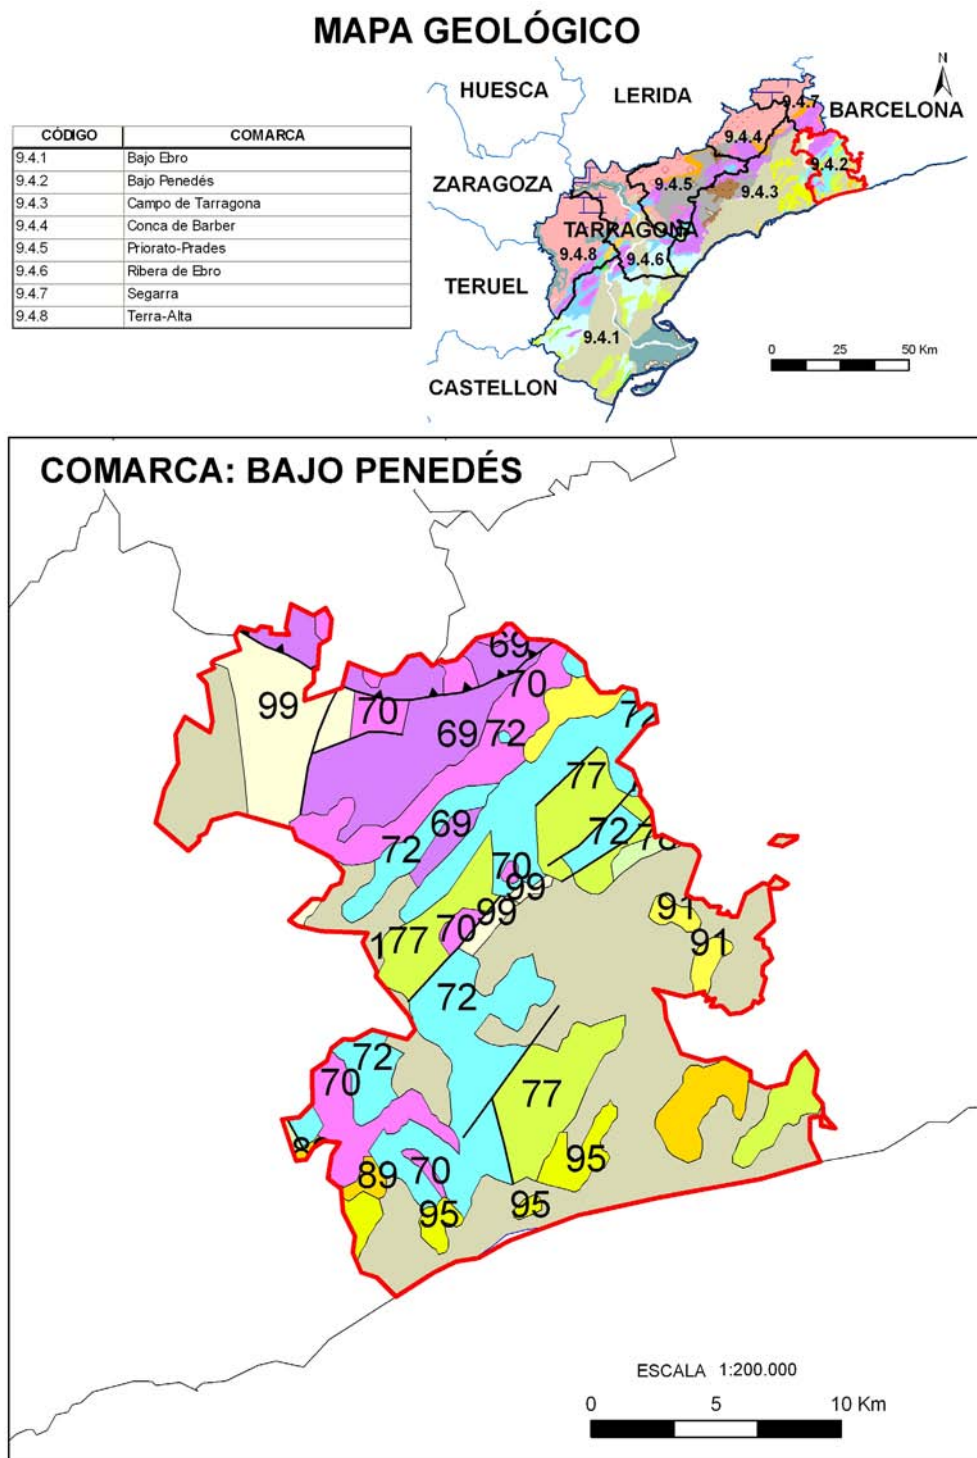 MAPA GEOLÓGICO
N
HUESCA
LERIDA
BARCELONA
ZARAGOZA
TARRAGONA
TERUEL
CASTELLON
9.4.7
9.4.4
9.4.2
9.4.5
9.4.3
9.4.8
9.4.6
9.4.1
0 25 50 Km
CÓDIGO COMARCA
9.4.1 Bajo Ebro
9.4.2 Bajo Penedés
9.4.3 Campo de Tarragona
9.4.4 Conca de Barber
9.4.5 Priorato-Prades
9.4.6 Ribera de Ebro
9.4.7 Segarra
9.4.8 Terra-Alta
COMARCA: BAJO PENEDÉS
69
70
99
70
72
69
72
77
69
72
72
70
99
99
91
77
70
91
72
72
70
77
95
89
70
95
95
ESCALA 1:200.000
0 5 10 Km